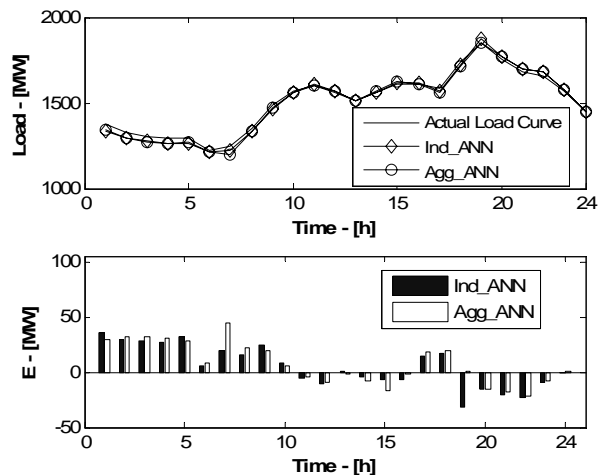 2000
1500
1000
Load - [MW]
Actual Load Curve
Ind_ANN
Agg_ANN
0 5 10 15 20 24
Time - [h]
100
50
0
-50
E - [MW]
Ind_ANN
Agg_ANN
0 5 10 15 20 24
Time - [h]